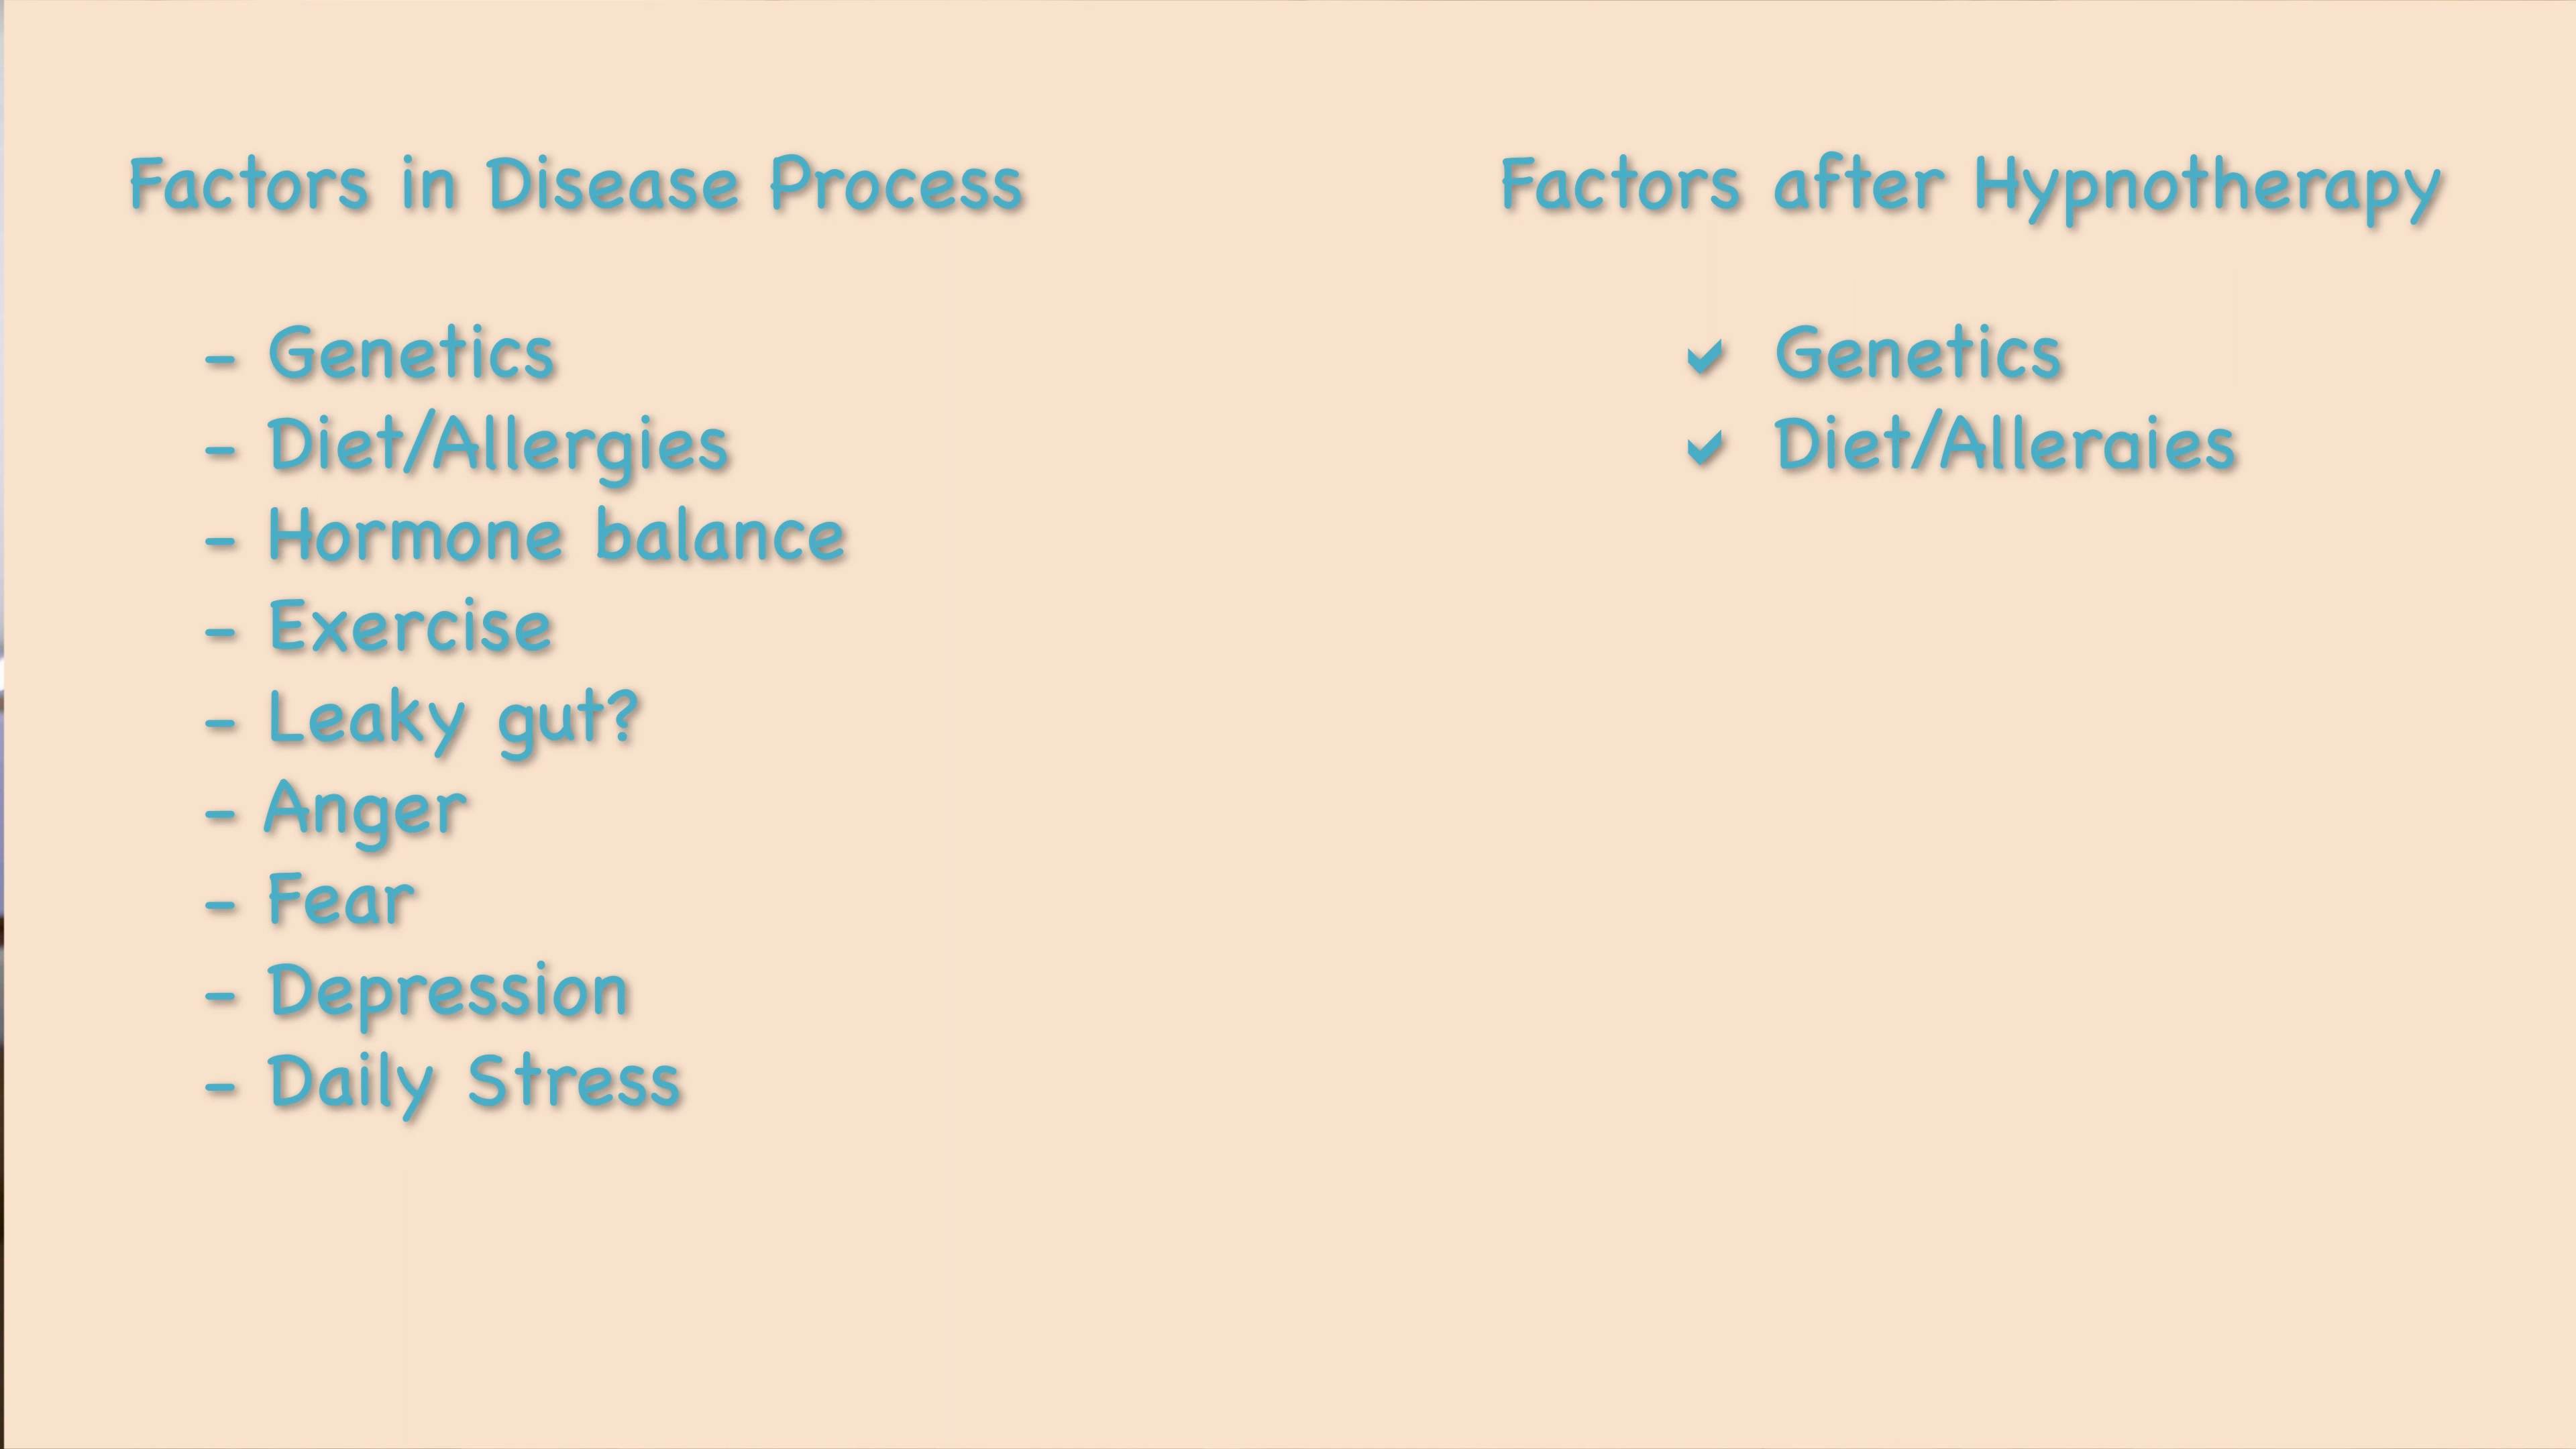 Factors in Disease Process
- Genetics
- Diet/Allergies
- Hormone balance
- Exercise
- Leaky gut?
- Anger
- Fear
- Depression
- Daily Stress
Factors after Hypnotherapy
✓ Genetics
✓ Diet/Allergies